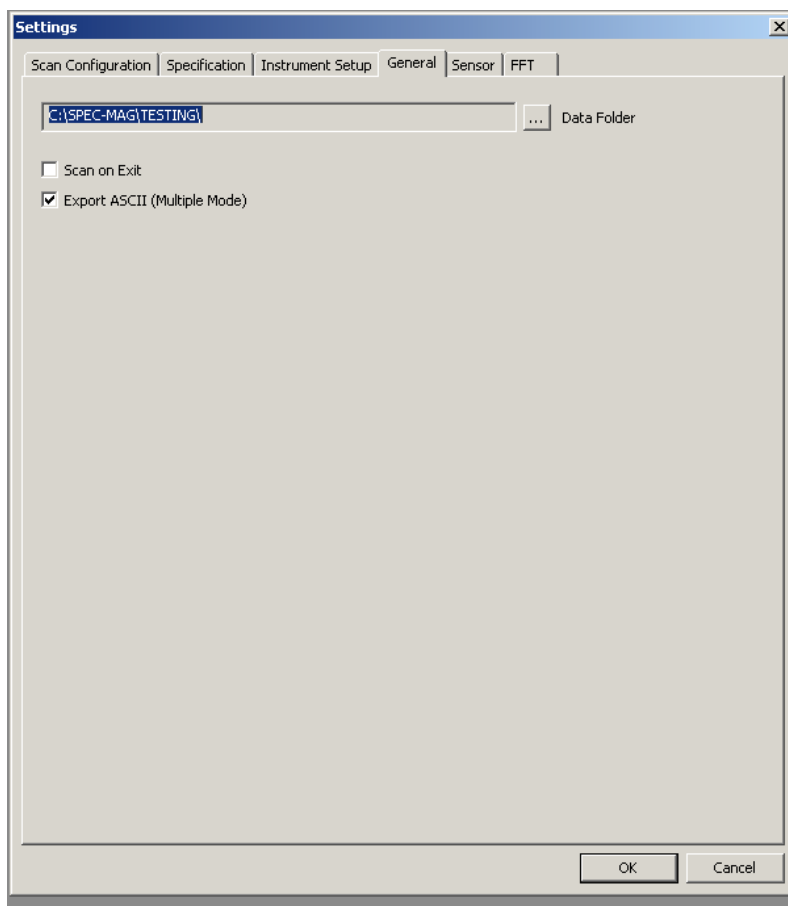 Settings
Scan Configuration Specification Instrument Setup General Sensor FFT
C:\SPEC-MAG\TESTING\ ... Data Folder
Scan on Exit
Export ASCII (Multiple Mode)
OK Cancel